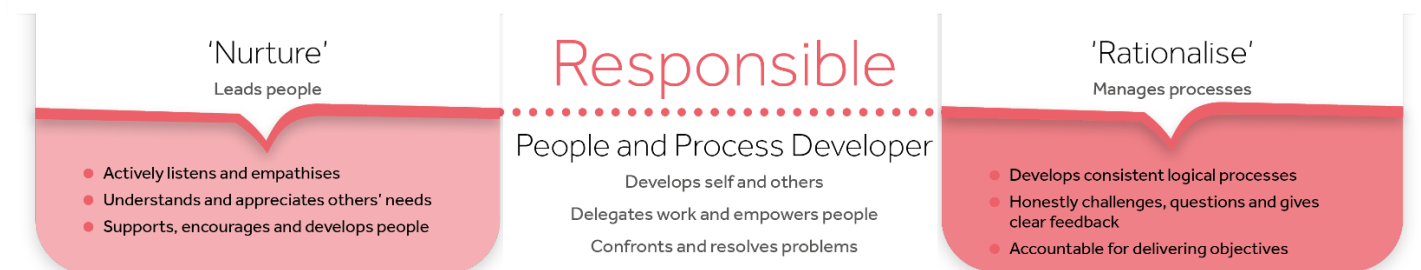 'Nurture'
Leads people
Actively listens and empathises
Understands and appreciates others' needs
Supports, encourages and develops people
Responsible
People and Process Developer
Develops self and others
Delegates work and empowers people
Confronts and resolves problems
'Rationalise'
Manages processes
Develops consistent logical processes
Honestly challenges, questions and gives
clear feedback
Accountable for delivering objectives